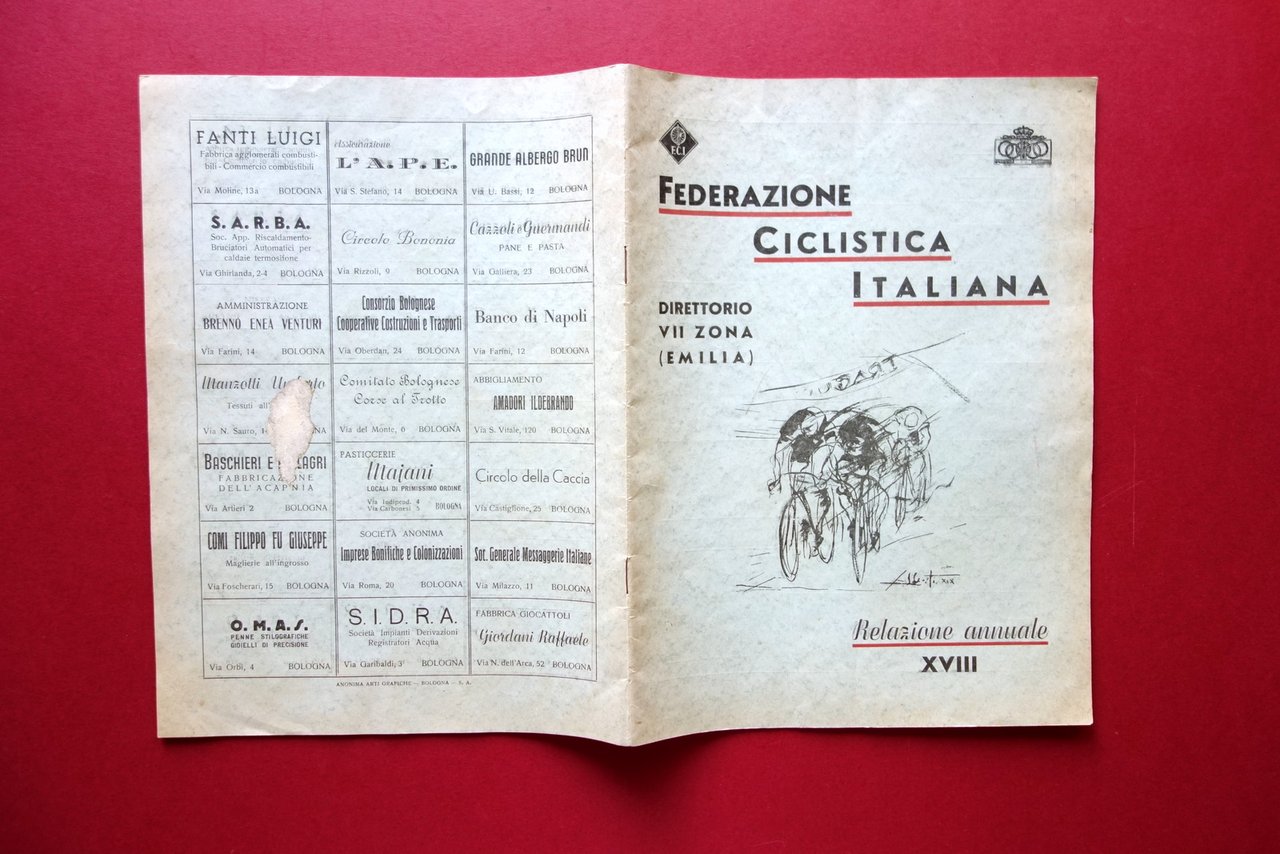 FANTI LUIGI
Fabbrica agglomerati combusti-
bili - Commercio combustibili
Via Moline, 13a BOLOGNA
Assicurazione
L'A.P.E.
Via S. Stefano, 14 BOLOGNA
GRANDE ALBERGO BRUN
Via U. Bassi, 12 BOLOGNA
S. A. R. B. A.
Soc. App. Riscaldamento-
Bruciatori Automatici per
caldaie termosifone
Via Ghirlanda, 2-4 BOLOGNA
Circolo Bononia
Via Rizzoli, 9 BOLOGNA
Cazzoli e Guermandi
PANE E PASTA
Via Galliera, 23 BOLOGNA
AMMINISTRAZIONE
BRENNO ENEA VENTURI
Via Farini, 14 BOLOGNA
Consorzio Bolognese
Cooperative Costruzioni e Trasporti
Via Oberdan, 24 BOLOGNA
Banco di Napoli
Via Farini, 12 BOLOGNA
Manzolli
Tessuti
Via N. Sauro,
Comitato Bolognese
Corse al Trotto
Via del Monte, 6 BOLOGNA
ABBIGLIAMENTO
AMADORI ILDEBRANDO
Via S. Vitale, 120 BOLOGNA
BASCHIERI E
FABBRICAZIONE
DELL'ACAPNIA
Via Artieri 2 BOLOGNA
PASTICCERIE
Majani
LOCALI DI PRIMISSIMO ORDINE
Via Indipend. 4
Via Carbonesi 5 BOLOGNA
Circolo della Caccia
Via Castiglione, 25 BOLOGNA
COMI FILIPPO FU GIUSEPPE
Maglierie all'ingrosso
Via Foscherari, 15 BOLOGNA
SOCIETÀ ANONIMA
Imprese Bonifiche e Colonizzazioni
Via Roma, 20 BOLOGNA
Soc. Generale Messaggerie Italiane
Via Milazzo, 11 BOLOGNA
O.M.A.S.
PENNE STILOGRAFICHE
GIOIELLI DI PRECISIONE
Via Orbi, 4 BOLOGNA
S. I. D. R. A.
Società Impianti Derivazioni
Registratori Acqua
Via Garibaldi, 3 BOLOGNA
FABBRICA GIOCATTOLI
Giordani Raffaele
Via N. dell'Arca, 52 BOLOGNA
ANONIMA ARTI GRAFICHE — BOLOGNA — S. A.
F.C.I
FEDERAZIONE
CICLISTICA
ITALIANA
DIRETTORIO
VII ZONA
(EMILIA)
Relazione annuale
XVIII